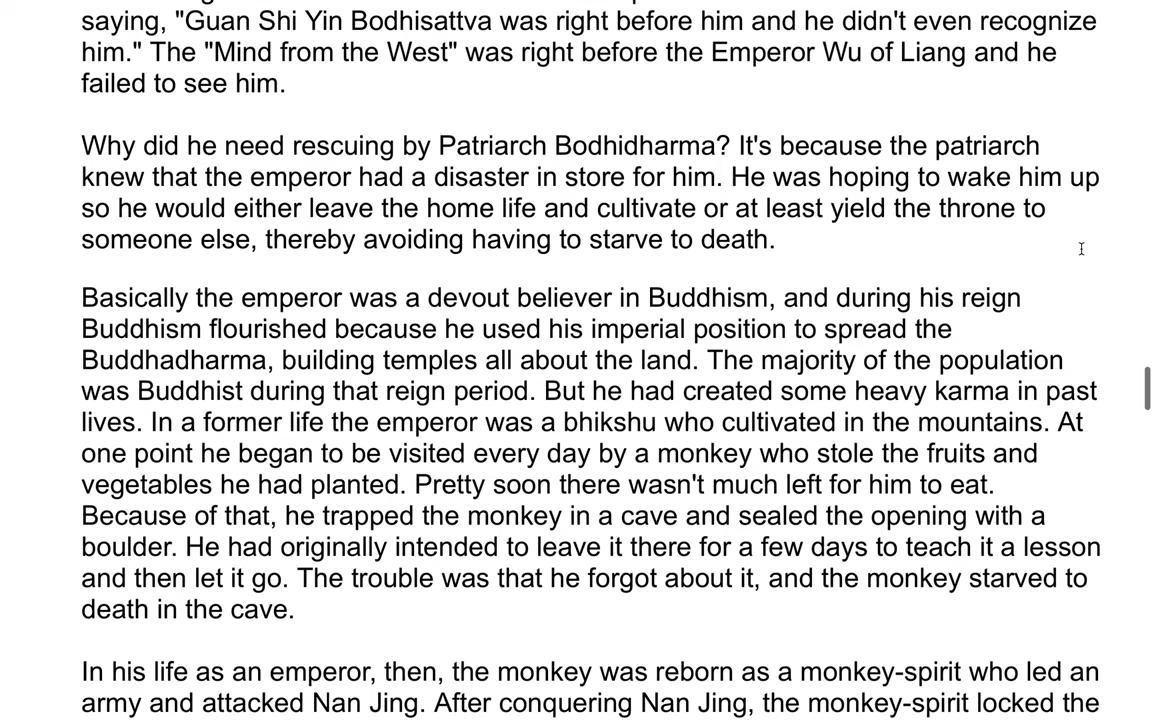 saying, "Guan Shi Yin Bodhisattva was right before him and he didn't even recognize
him." The "Mind from the West" was right before the Emperor Wu of Liang and he
failed to see him.
Why did he need rescuing by Patriarch Bodhidharma? It's because the patriarch
knew that the emperor had a disaster in store for him. He was hoping to wake him up
so he would either leave the home life and cultivate or at least yield the throne to
someone else, thereby avoiding having to starve to death.
Basically the emperor was a devout believer in Buddhism, and during his reign
Buddhism flourished because he used his imperial position to spread the
Buddhadharma, building temples all about the land. The majority of the population
was Buddhist during that reign period. But he had created some heavy karma in past
lives. In a former life the emperor was a bhikshu who cultivated in the mountains. At
one point he began to be visited every day by a monkey who stole the fruits and
vegetables he had planted. Pretty soon there wasn't much left for him to eat.
Because of that, he trapped the monkey in a cave and sealed the opening with a
boulder. He had originally intended to leave it there for a few days to teach it a lesson
and then let it go. The trouble was that he forgot about it, and the monkey starved to
death in the cave.
In his life as an emperor, then, the monkey was reborn as a monkey-spirit who led an
army and attacked Nan Jing. After conquering Nan Jing, the monkey-spirit locked the